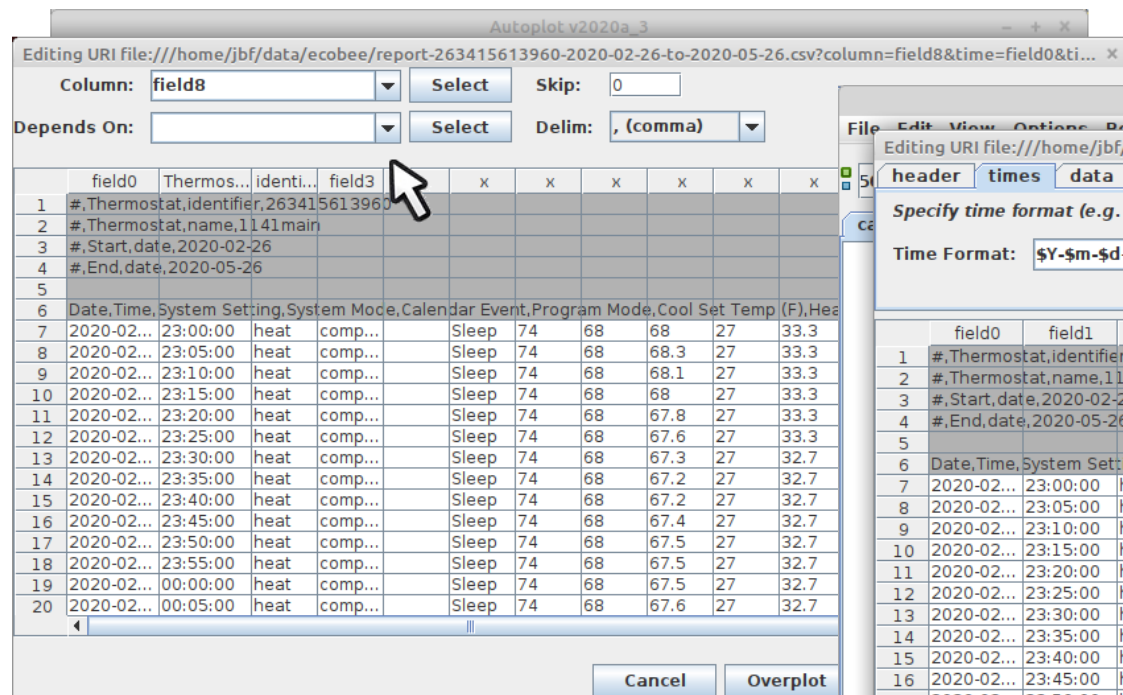 Autoplot v2020a_3
Editing URI file:///home/jbf/data/ecobee/report-263415613960-2020-02-26-to-2020-05-26.csv?column=field8&time=field0&ti...
Column: field8 Select Skip: 0
Depends On: Select Delim: , (comma)
field0 Thermos... identi... field3 x x x x x x
1 #,Thermostat,identifier,263415613960
2 #,Thermostat,name,1141main
3 #,Start,date,2020-02-26
4 #,End,date,2020-05-26
5
6 Date,Time,System Setting,System Mode,Calendar Event,Program Mode,Cool Set Temp (F),Hea
7 2020-02... 23:00:00 heat comp... Sleep 74 68 68 27 33.3
8 2020-02... 23:05:00 heat comp... Sleep 74 68 68.3 27 33.3
9 2020-02... 23:10:00 heat comp... Sleep 74 68 68.1 27 33.3
10 2020-02... 23:15:00 heat comp... Sleep 74 68 68 27 33.3
11 2020-02... 23:20:00 heat comp... Sleep 74 68 67.8 27 33.3
12 2020-02... 23:25:00 heat comp... Sleep 74 68 67.6 27 33.3
13 2020-02... 23:30:00 heat comp... Sleep 74 68 67.3 27 32.7
14 2020-02... 23:35:00 heat comp... Sleep 74 68 67.2 27 32.7
15 2020-02... 23:40:00 heat comp... Sleep 74 68 67.2 27 32.7
16 2020-02... 23:45:00 heat comp... Sleep 74 68 67.4 27 32.7
17 2020-02... 23:50:00 heat comp... Sleep 74 68 67.5 27 32.7
18 2020-02... 23:55:00 heat comp... Sleep 74 68 67.5 27 32.7
19 2020-02... 00:00:00 heat comp... Sleep 74 68 67.5 27 32.7
20 2020-02... 00:05:00 heat comp... Sleep 74 68 67.6 27 32.7
Cancel Overplot
File Edit View Options
Editing URI file:///home/jbf/
header times data
Specify time format (e.g.
Time Format: $Y-$m-$d-
field0 field1
1 #,Thermostat,identifie
2 #,Thermostat,name,11
3 #,Start,date,2020-02-2
4 #,End,date,2020-05-26
5
6 Date,Time,System Sett
7 2020-02... 23:00:00
8 2020-02... 23:05:00
9 2020-02... 23:10:00
10 2020-02... 23:15:00
11 2020-02... 23:20:00
12 2020-02... 23:25:00
13 2020-02... 23:30:00
14 2020-02... 23:35:00
15 2020-02... 23:40:00
16 2020-02... 23:45:00